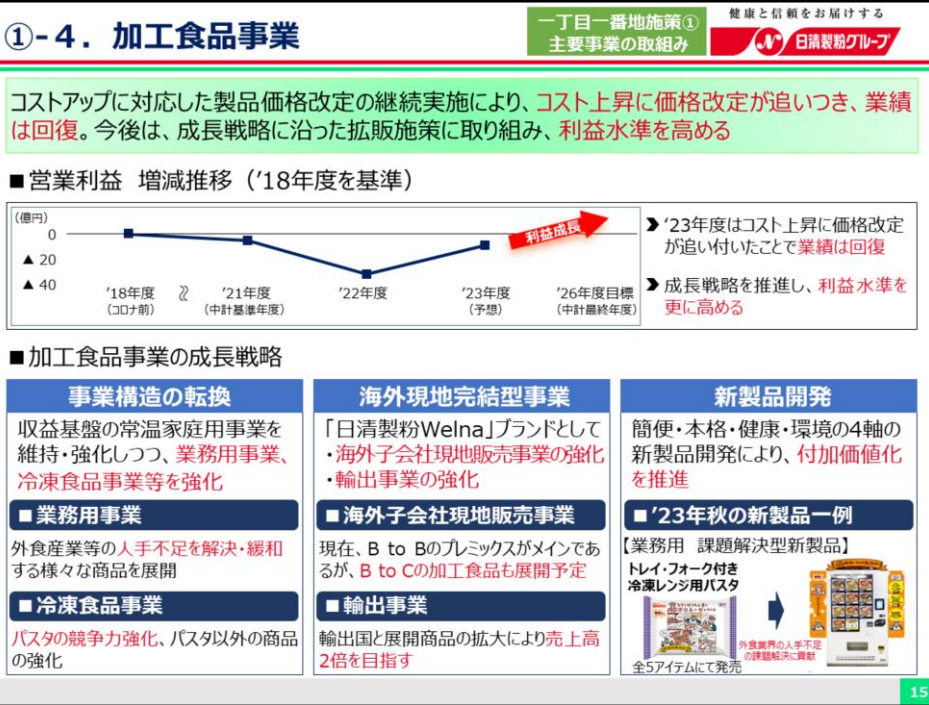 ①-4. 加工食品事業
一丁目一番地施策①
主要事業の取組み
健康と信頼をお届けする
日清製粉グループ
コストアップに対応した製品価格改定の継続実施により、コスト上昇に価格改定が追いつき、業績
は回復。今後は、成長戦略に沿った拡販施策に取り組み、利益水準を高める
■営業利益 増減推移（'18年度を基準）
(億円)
0
▲ 20
▲ 40
利益成長
'18年度
(コロナ前)
'21年度
(中計基準年度)
'22年度
'23年度
(予想)
'26年度目標
(中計最終年度)
'23年度はコスト上昇に価格改定
が追い付いたことで業績は回復
成長戦略を推進し、利益水準を
更に高める
■加工食品事業の成長戦略
事業構造の転換
収益基盤の常温家庭用事業を
維持・強化しつつ、業務用事業、
冷凍食品事業等を強化
■業務用事業
外食産業等の人手不足を解決・緩和
する様々な商品を展開
■冷凍食品事業
パスタの競争力強化、パスタ以外の商品
の強化
海外現地完結型事業
「日清製粉Welna」ブランドとして
・海外子会社現地販売事業の強化
・輸出事業の強化
■海外子会社現地販売事業
現在、B to Bのプレミックスがメインであ
るが、B to Cの加工食品も展開予定
■輸出事業
輸出国と展開商品の拡大により売上高
2倍を目指す
新製品開発
簡便・本格・健康・環境の4軸の
新製品開発により、付加価値化
を推進
■'23年秋の新製品一例
【業務用 課題解決型新製品】
トレイ・フォーク付き
冷凍レンジ用パスタ
外食業界の人手不足
の課題解決に貢献
全5アイテムにて発売
15